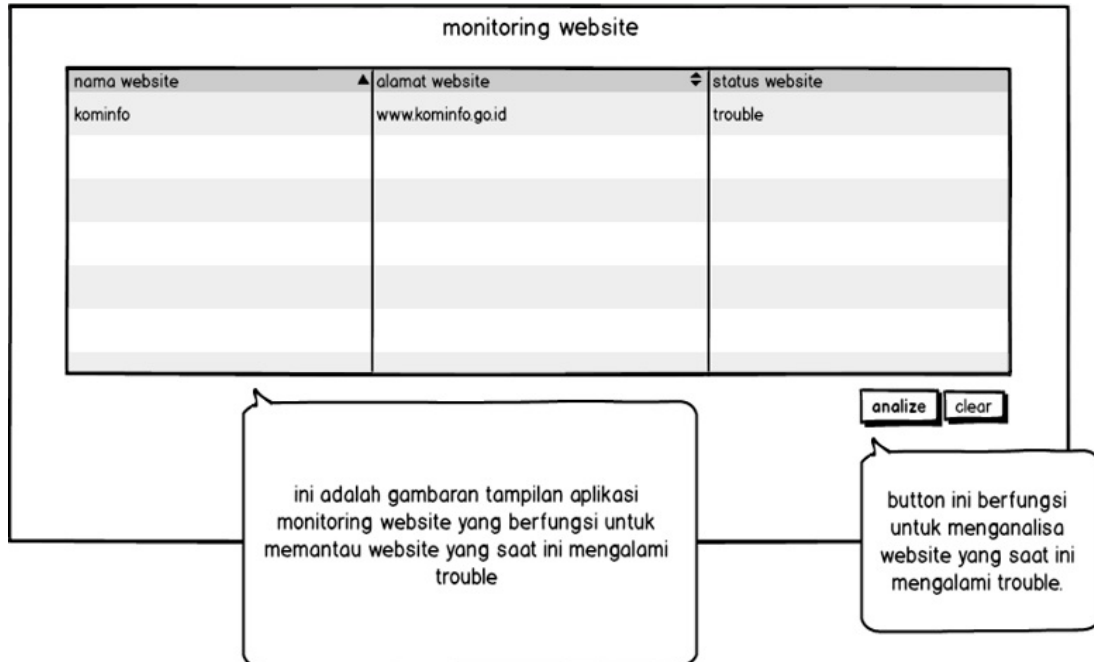 monitoring website
nama website alamat website status website
kominfo www.kominfo.go.id trouble
analize clear
ini adalah gambaran tampilan aplikasi
monitoring website yang berfungsi untuk
memantau website yang saat ini mengalami
trouble
button ini berfungsi
untuk menganalisa
website yang saat ini
mengalami trouble.